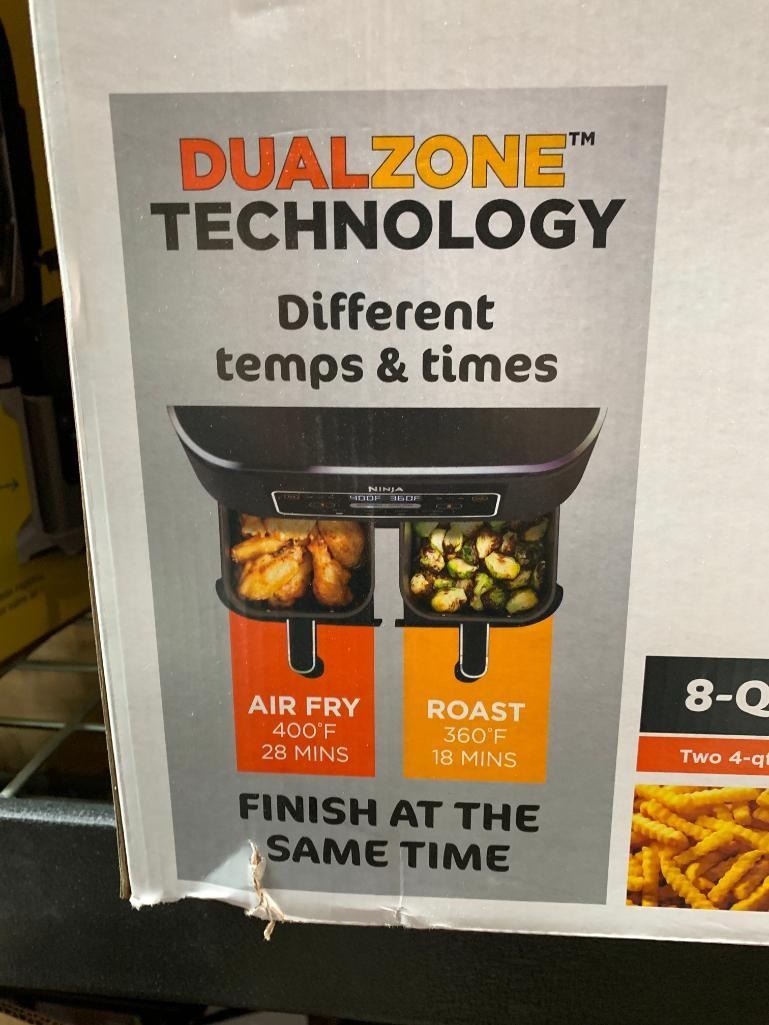 DUALZONE™
TECHNOLOGY
Different
temps & times
NINJA
400F 360F
AIR FRY
400°F
28 MINS
ROAST
360°F
18 MINS
FINISH AT THE
SAME TIME
8-Q
Two 4-qt